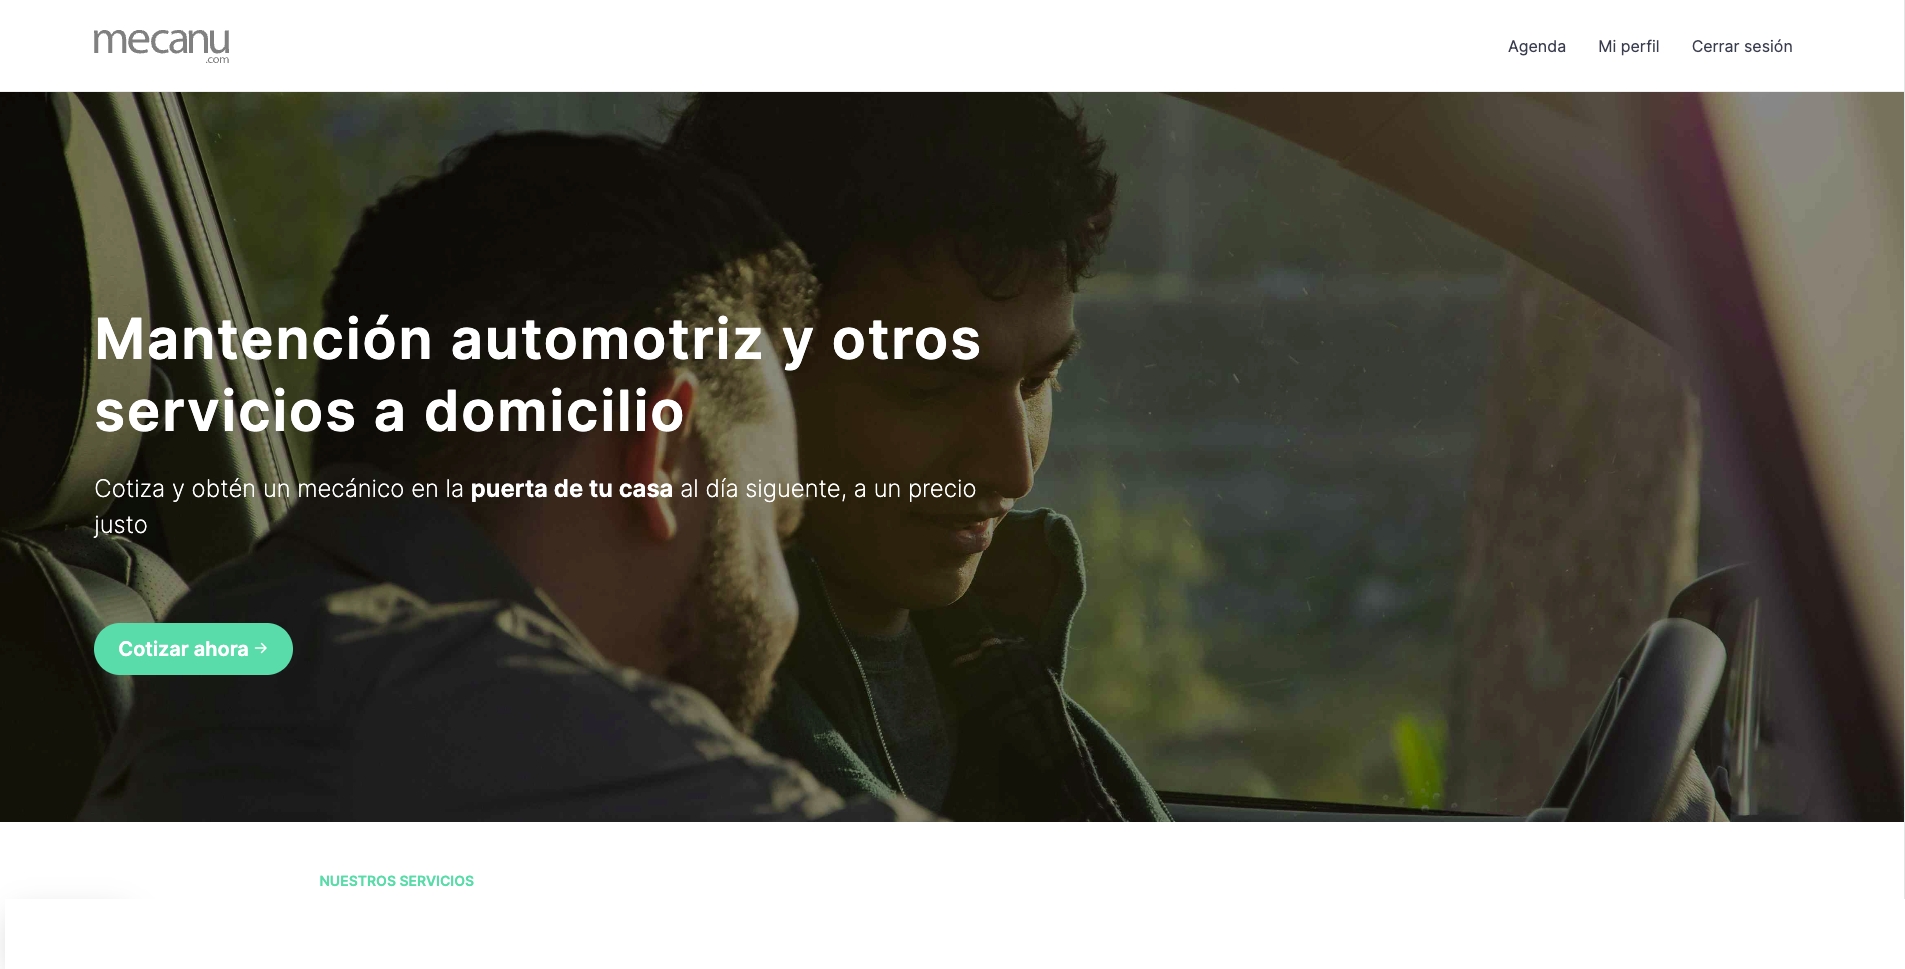 mecanu
.com
Agenda Mi perfil Cerrar sesión
Mantención automotriz y otros
servicios a domicilio
Cotiza y obtén un mecánico en la puerta de tu casa al día siguente, a un precio
justo
Cotizar ahora →
NUESTROS SERVICIOS